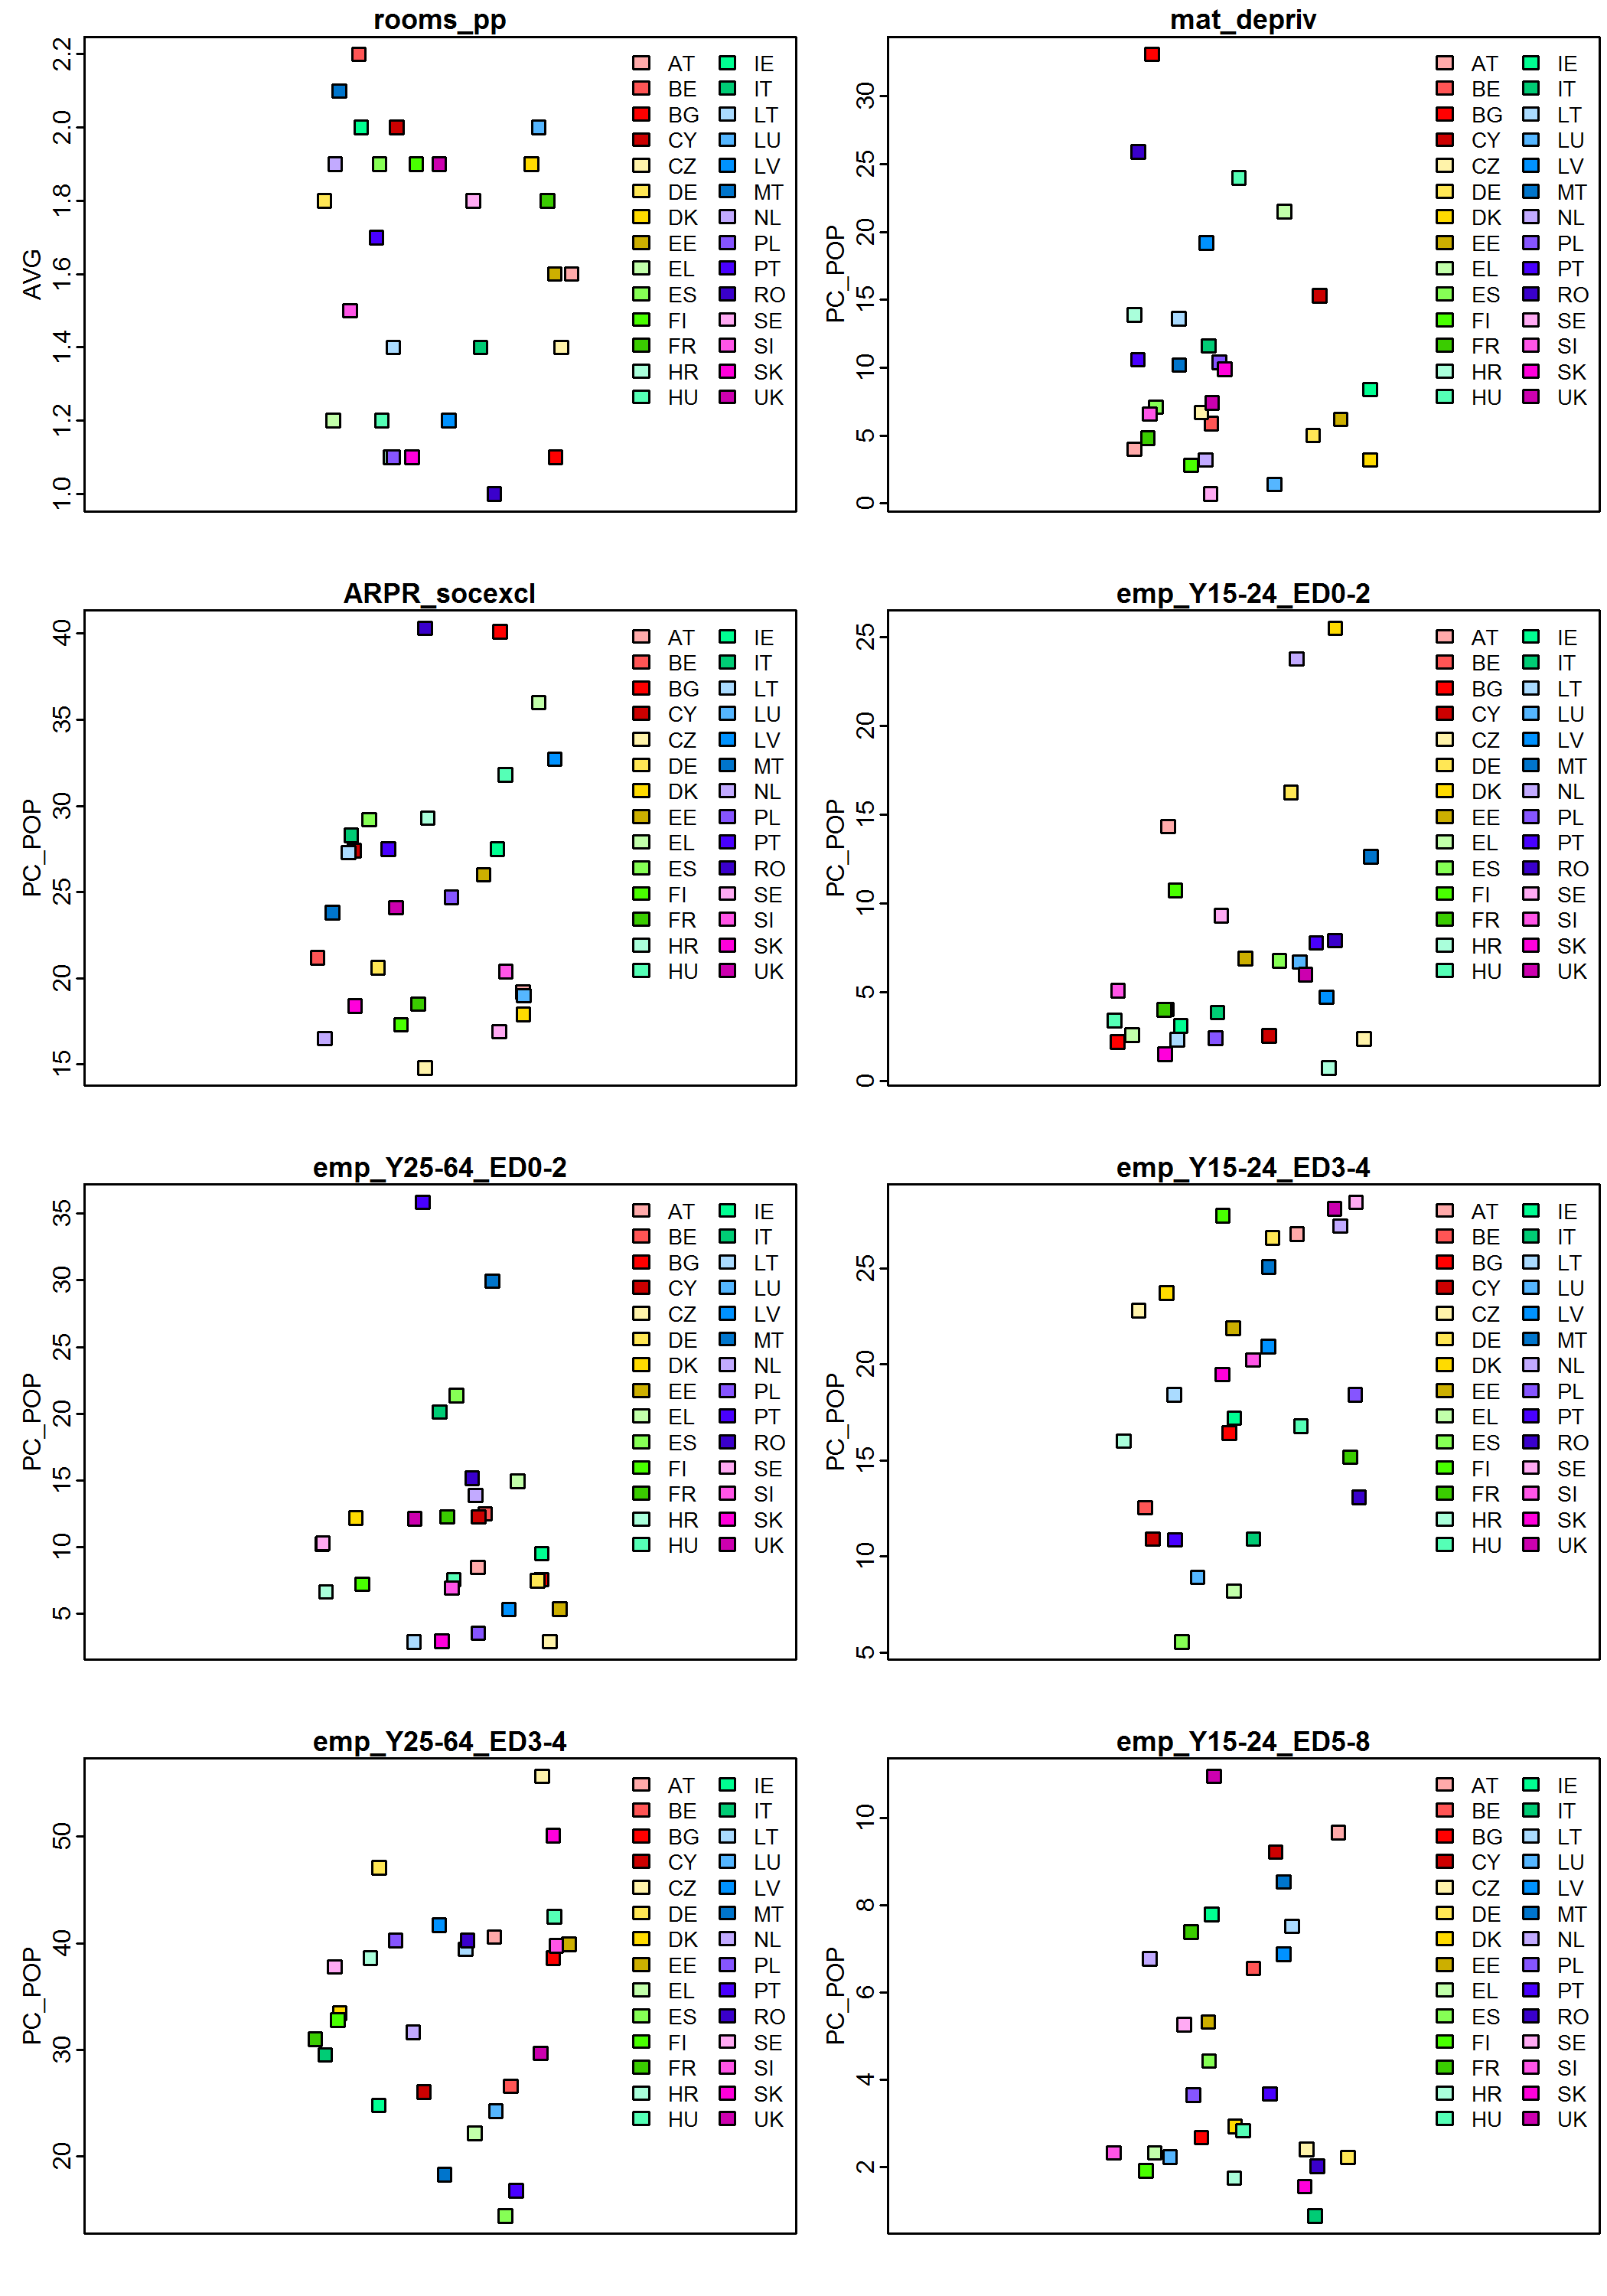 rooms_pp
AVG
2.2
2.0
1.8
1.6
1.4
1.2
1.0
AT IE
BE IT
BG LT
CY LU
CZ LV
DE MT
DK NL
EE PL
EL PT
ES RO
FI SE
FR SI
HR SK
HU UK
mat_depriv
PC_POP
30
25
20
15
10
5
0
AT IE
BE IT
BG LT
CY LU
CZ LV
DE MT
DK NL
EE PL
EL PT
ES RO
FI SE
FR SI
HR SK
HU UK
ARPR_socexcl
PC_POP
40
35
30
25
20
15
AT IE
BE IT
BG LT
CY LU
CZ LV
DE MT
DK NL
EE PL
EL PT
ES RO
FI SE
FR SI
HR SK
HU UK
emp_Y15-24_ED0-2
PC_POP
25
20
15
10
5
0
AT IE
BE IT
BG LT
CY LU
CZ LV
DE MT
DK NL
EE PL
EL PT
ES RO
FI SE
FR SI
HR SK
HU UK
emp_Y25-64_ED0-2
PC_POP
35
30
25
20
15
10
5
AT IE
BE IT
BG LT
CY LU
CZ LV
DE MT
DK NL
EE PL
EL PT
ES RO
FI SE
FR SI
HR SK
HU UK
emp_Y15-24_ED3-4
PC_POP
25
20
15
10
5
AT IE
BE IT
BG LT
CY LU
CZ LV
DE MT
DK NL
EE PL
EL PT
ES RO
FI SE
FR SI
HR SK
HU UK
emp_Y25-64_ED3-4
PC_POP
50
40
30
20
AT IE
BE IT
BG LT
CY LU
CZ LV
DE MT
DK NL
EE PL
EL PT
ES RO
FI SE
FR SI
HR SK
HU UK
emp_Y15-24_ED5-8
PC_POP
10
8
6
4
2
AT IE
BE IT
BG LT
CY LU
CZ LV
DE MT
DK NL
EE PL
EL PT
ES RO
FI SE
FR SI
HR SK
HU UK